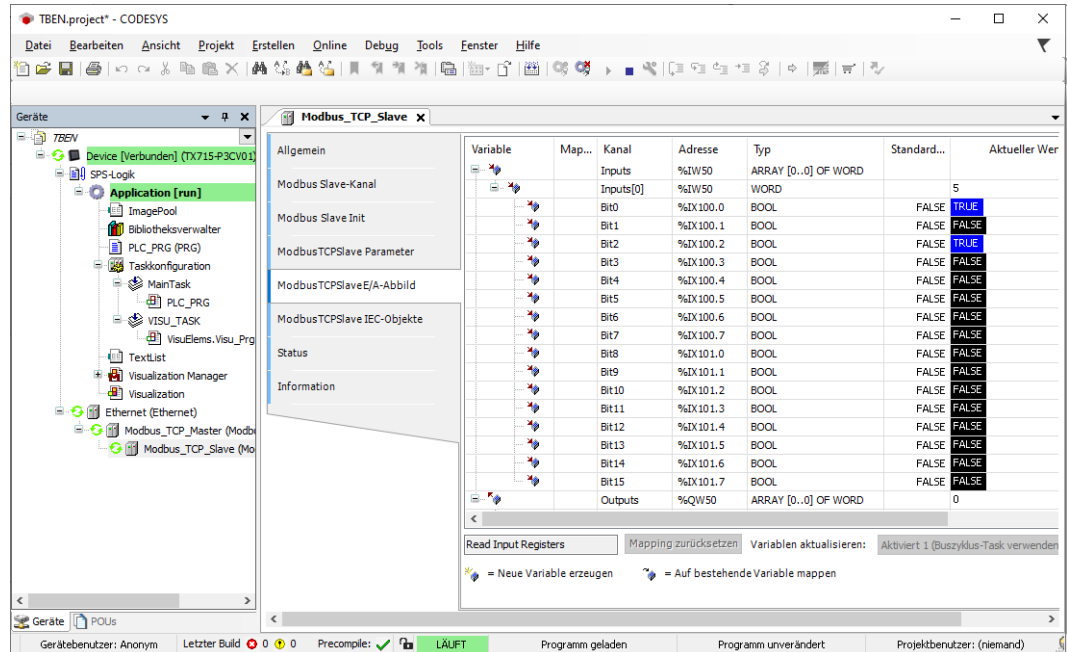 TBEN.project* - CODESYS
Datei Bearbeiten Ansicht Projekt Erstellen Online Debug Tools Fenster Hilfe
Geräte
TBEN
Device [Verbunden] (TX715-P3CV01)
SPS-Logik
Application [run]
ImagePool
Bibliotheksverwalter
PLC_PRG (PRG)
Taskkonfiguration
MainTask
PLC_PRG
VISU_TASK
VisuElems.Visu_Prg
TextList
Visualization Manager
Visualization
Ethernet (Ethernet)
Modbus_TCP_Master (Modb
Modbus_TCP_Slave (Mo
Geräte POUs
Modbus_TCP_Slave
Allgemein
Modbus Slave-Kanal
Modbus Slave Init
ModbusTCPSlave Parameter
ModbusTCPSlaveE/A-Abbild
ModbusTCPSlave IEC-Objekte
Status
Information
Variable Map... Kanal Adresse Typ Standard... Aktueller Wer
Inputs %IW50 ARRAY [0..0] OF WORD
Inputs[0] %IW50 WORD 5
Bit0 %IX100.0 BOOL FALSE TRUE
Bit1 %IX100.1 BOOL FALSE FALSE
Bit2 %IX100.2 BOOL FALSE TRUE
Bit3 %IX100.3 BOOL FALSE FALSE
Bit4 %IX100.4 BOOL FALSE FALSE
Bit5 %IX100.5 BOOL FALSE FALSE
Bit6 %IX100.6 BOOL FALSE FALSE
Bit7 %IX100.7 BOOL FALSE FALSE
Bit8 %IX101.0 BOOL FALSE FALSE
Bit9 %IX101.1 BOOL FALSE FALSE
Bit10 %IX101.2 BOOL FALSE FALSE
Bit11 %IX101.3 BOOL FALSE FALSE
Bit12 %IX101.4 BOOL FALSE FALSE
Bit13 %IX101.5 BOOL FALSE FALSE
Bit14 %IX101.6 BOOL FALSE FALSE
Bit15 %IX101.7 BOOL FALSE FALSE
Outputs %QW50 ARRAY [0..0] OF WORD 0
Read Input Registers Mapping zurücksetzen Variablen aktualisieren: Aktiviert 1 (Buszyklus-Task verwenden
= Neue Variable erzeugen = Auf bestehende Variable mappen
Gerätebenutzer: Anonym Letzter Build 0 0 Precompile: LÄUFT Programm geladen Programm unverändert Projektbenutzer: (niemand)